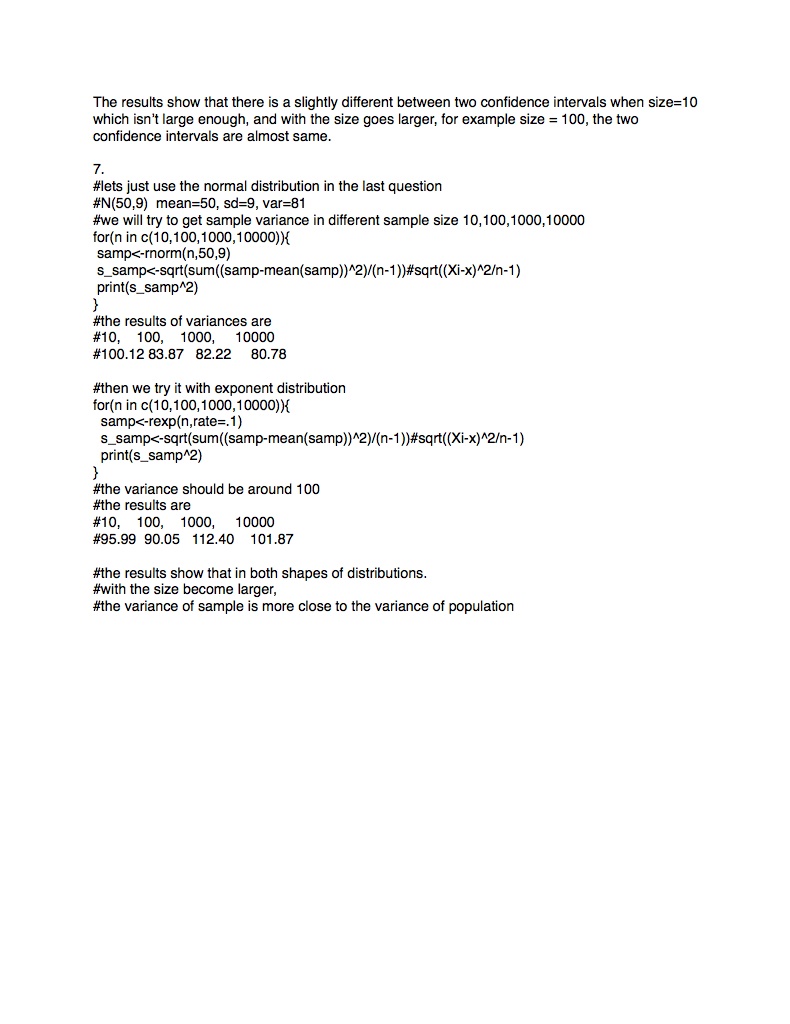 The results show that there is a slightly different between two confidence intervals when size=10
which isn't large enough, and with the size goes larger, for example size = 100, the two
confidence intervals are almost same.
7.
#lets just use the normal distribution in the last question
#N(50,9)  mean=50, sd=9, var=81
#we will try to get sample variance in different sample size 10,100,1000,10000
for(n in c(10,100,1000,10000)){
 samp<-rnorm(n,50,9)
 s_samp<-sqrt(sum((samp-mean(samp))^2)/(n-1))#sqrt((Xi-x)^2/n-1)
 print(s_samp^2)
}
#the results of variances are
#10,   100,   1000,    10000
#100.12 83.87  82.22    80.78
#then we try it with exponent distribution
for(n in c(10,100,1000,10000)){
  samp<-rexp(n,rate=.1)
  s_samp<-sqrt(sum((samp-mean(samp))^2)/(n-1))#sqrt((Xi-x)^2/n-1)
  print(s_samp^2)
}
#the variance should be around 100
#the results are
#10,   100,   1000,    10000
#95.99  90.05  112.40   101.87
#the results show that in both shapes of distributions.
#with the size become larger,
#the variance of sample is more close to the variance of population